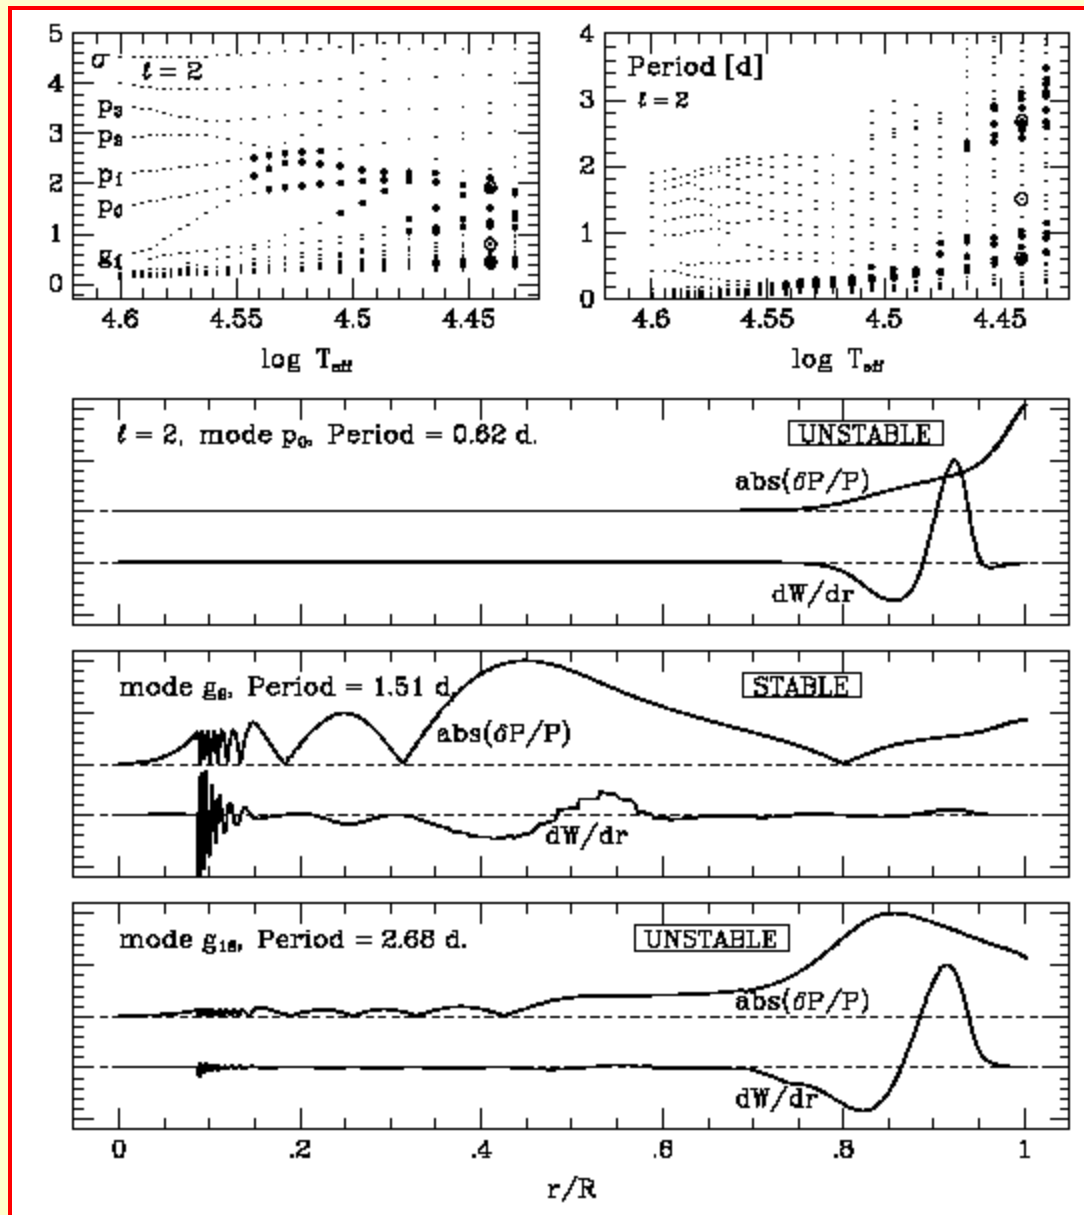 5
4
3
2
1
0
σ
ℓ = 2
p₃
p₂
p₁
p₀
g₁
4.6
4.55
4.5
4.45
log T_eff
4
3
2
1
0
Period [d]
ℓ = 2
4.6
4.55
4.5
4.45
log T_eff
ℓ = 2, mode p₀, Period = 0.62 d.
UNSTABLE
abs(δP/P)
dW/dr
mode g₈, Period = 1.51 d.
STABLE
abs(δP/P)
dW/dr
mode g₁₆, Period = 2.68 d.
UNSTABLE
abs(δP/P)
dW/dr
0
.2
.4
.6
.8
1
r/R